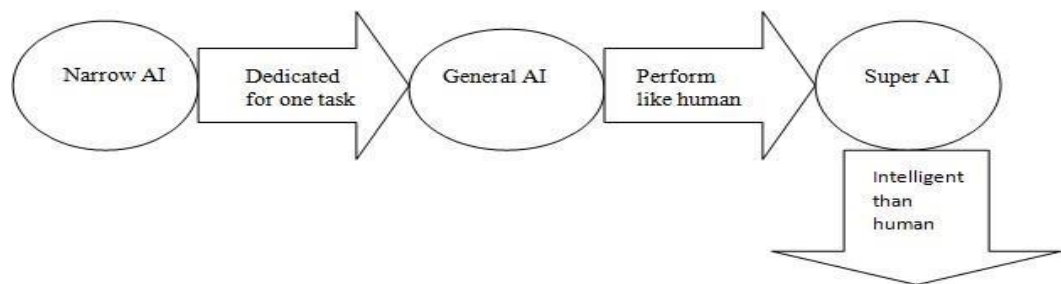 Narrow AI
Dedicated
for one task
General AI
Perform
like human
Super AI
Intelligent
than
human